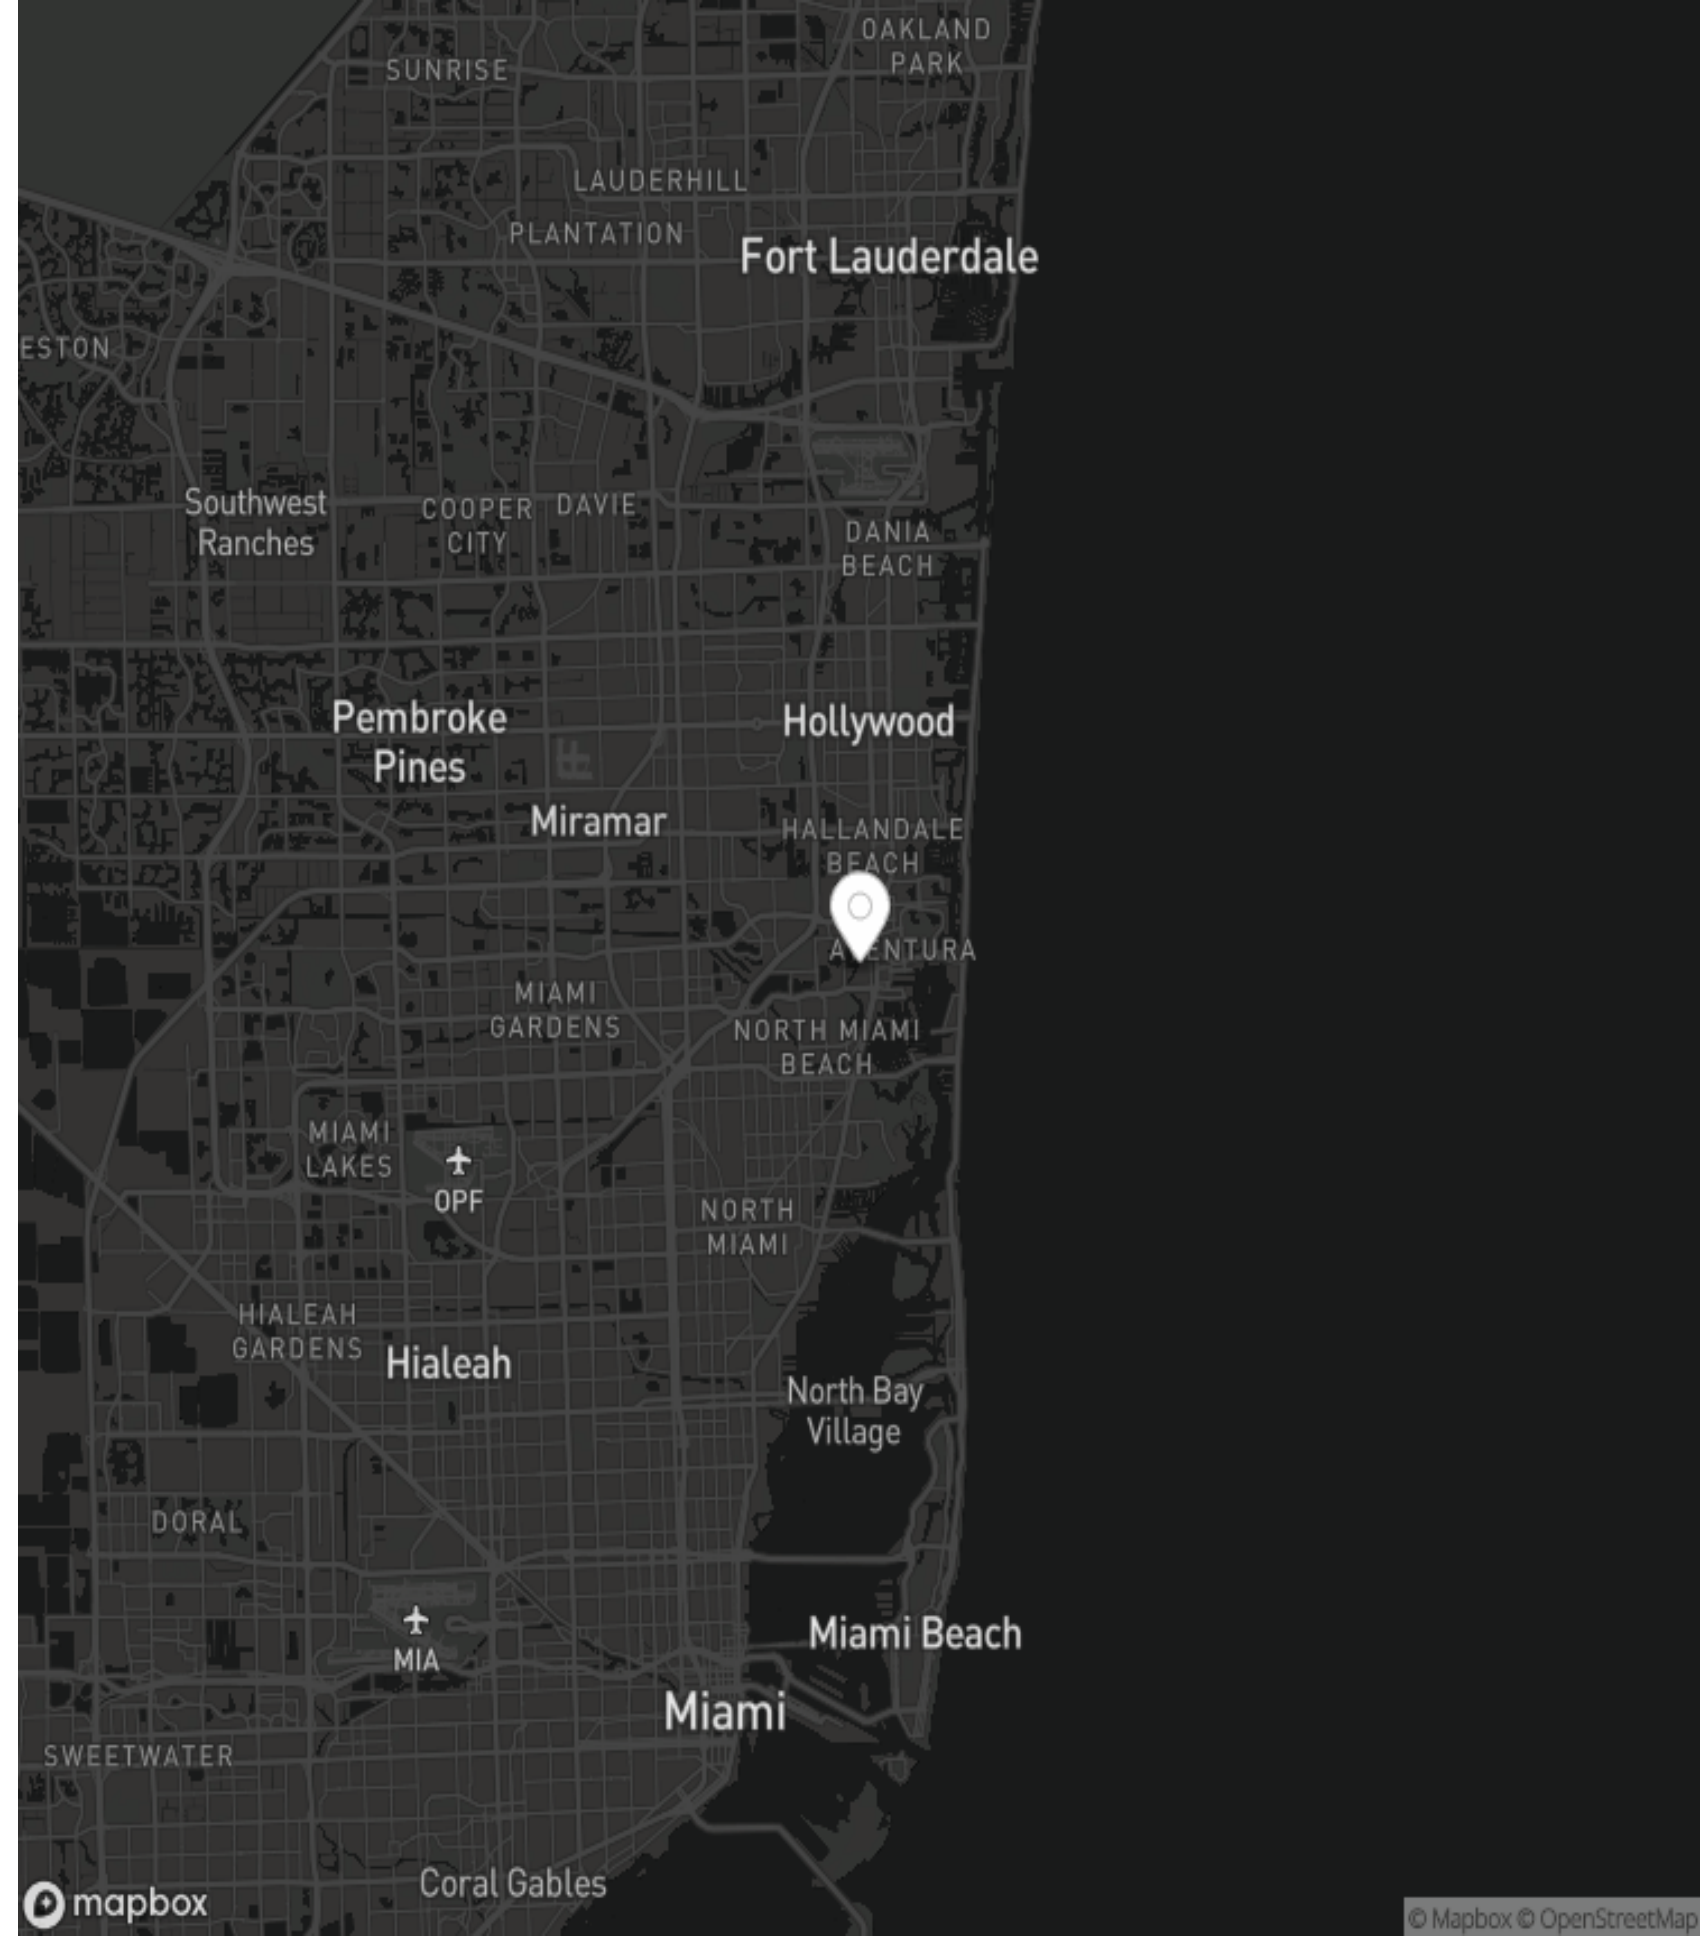 OAKLAND
PARK
SUNRISE
LAUDERHILL
PLANTATION
Fort Lauderdale
ESTON
Southwest
Ranches
COOPER
CITY
DAVIE
DANIA
BEACH
Pembroke
Pines
Hollywood
Miramar
HALLANDALE
BEACH
AVENTURA
MIAMI
GARDENS
NORTH MIAMI
BEACH
MIAMI
LAKES
OPF
NORTH
MIAMI
HIALEAH
GARDENS
Hialeah
North Bay
Village
DORAL
Miami Beach
MIA
Miami
SWEETWATER
Coral Gables
mapbox
© Mapbox © OpenStreetMap